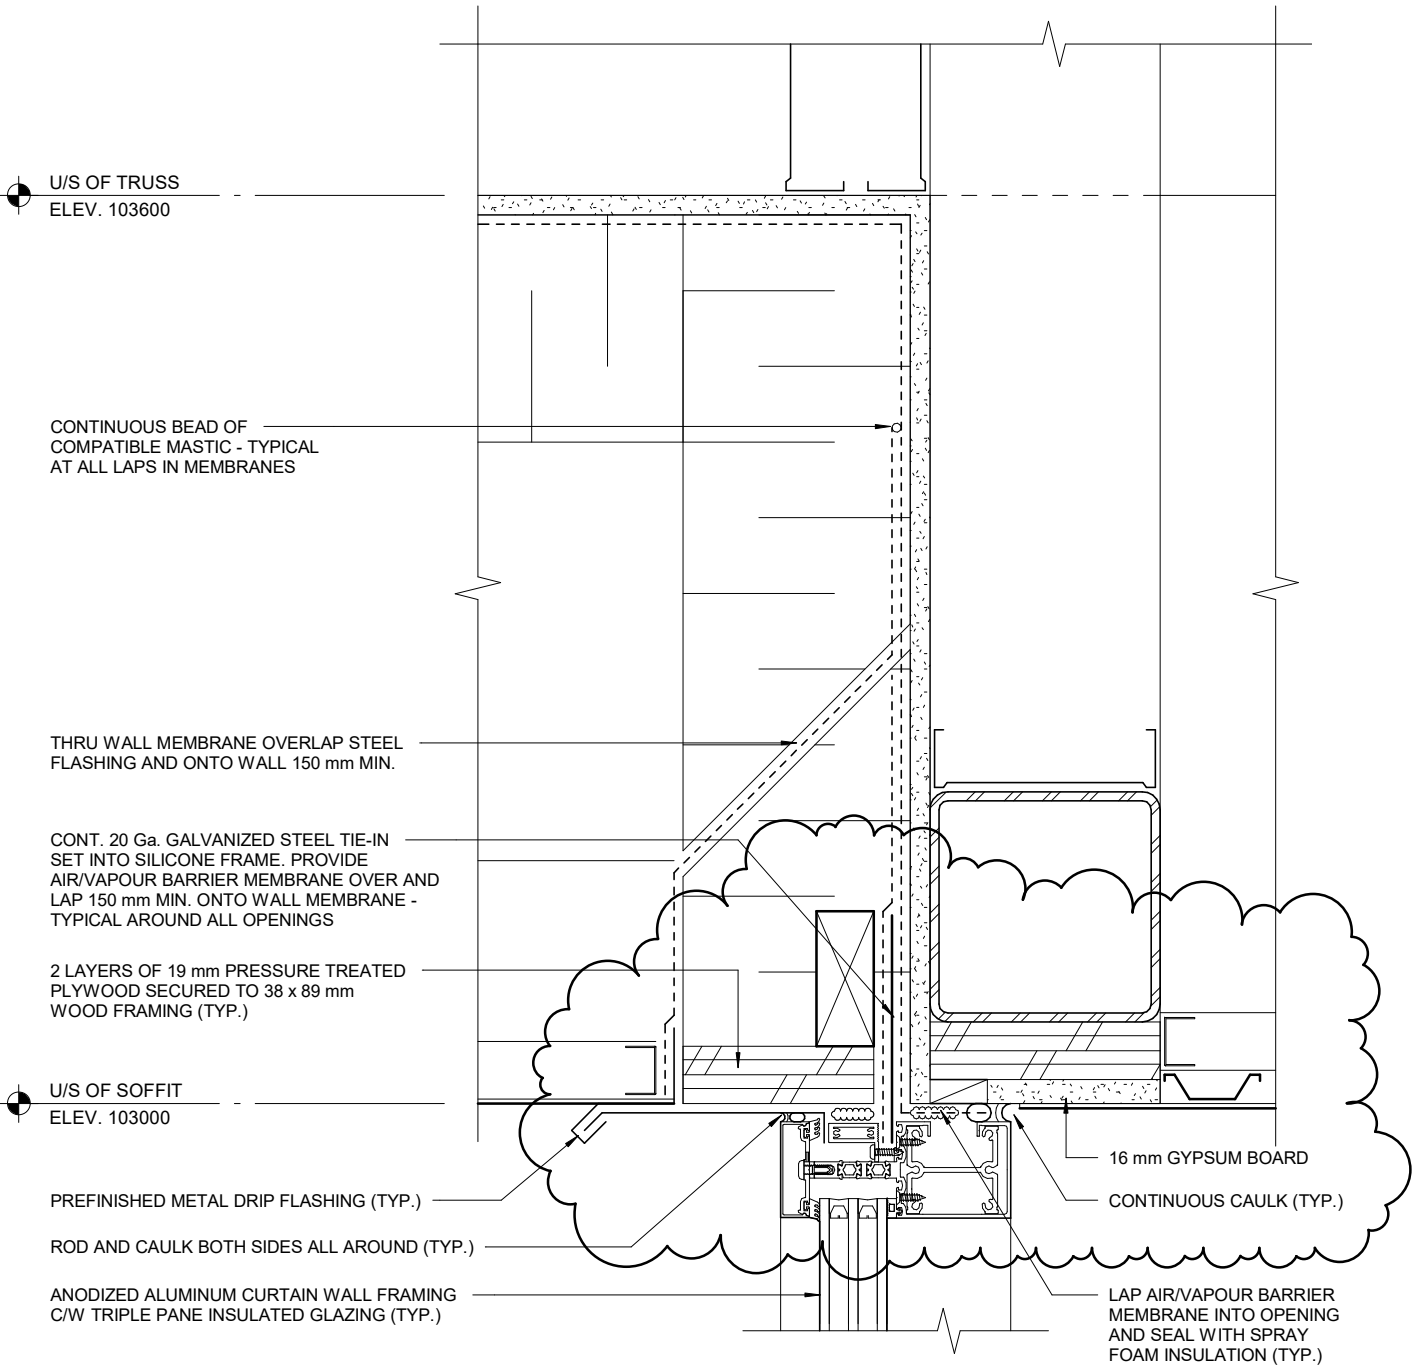 U/S OF TRUSS
ELEV. 103600
CONTINUOUS BEAD OF
COMPATIBLE MASTIC - TYPICAL
AT ALL LAPS IN MEMBRANES
THRU WALL MEMBRANE OVERLAP STEEL
FLASHING AND ONTO WALL 150 mm MIN.
CONT. 20 Ga. GALVANIZED STEEL TIE-IN
SET INTO SILICONE FRAME. PROVIDE
AIR/VAPOUR BARRIER MEMBRANE OVER AND
LAP 150 mm MIN. ONTO WALL MEMBRANE -
TYPICAL AROUND ALL OPENINGS
2 LAYERS OF 19 mm PRESSURE TREATED
PLYWOOD SECURED TO 38 x 89 mm
WOOD FRAMING (TYP.)
U/S OF SOFFIT
ELEV. 103000
PREFINISHED METAL DRIP FLASHING (TYP.)
ROD AND CAULK BOTH SIDES ALL AROUND (TYP.)
ANODIZED ALUMINUM CURTAIN WALL FRAMING
C/W TRIPLE PANE INSULATED GLAZING (TYP.)
16 mm GYPSUM BOARD
CONTINUOUS CAULK (TYP.)
LAP AIR/VAPOUR BARRIER
MEMBRANE INTO OPENING
AND SEAL WITH SPRAY
FOAM INSULATION (TYP.)